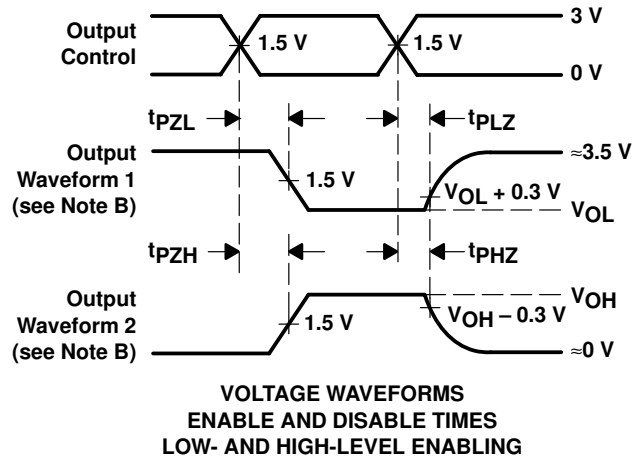 3 V
Output
Control
1.5 V
1.5 V
0 V
tPZL
tPLZ
Output
Waveform 1
(see Note B)
≈3.5 V
1.5 V
VOL + 0.3 V
VOL
tPZH
tPHZ
Output
Waveform 2
(see Note B)
VOH
1.5 V
VOH – 0.3 V
≈0 V
VOLTAGE WAVEFORMS
ENABLE AND DISABLE TIMES
LOW- AND HIGH-LEVEL ENABLING